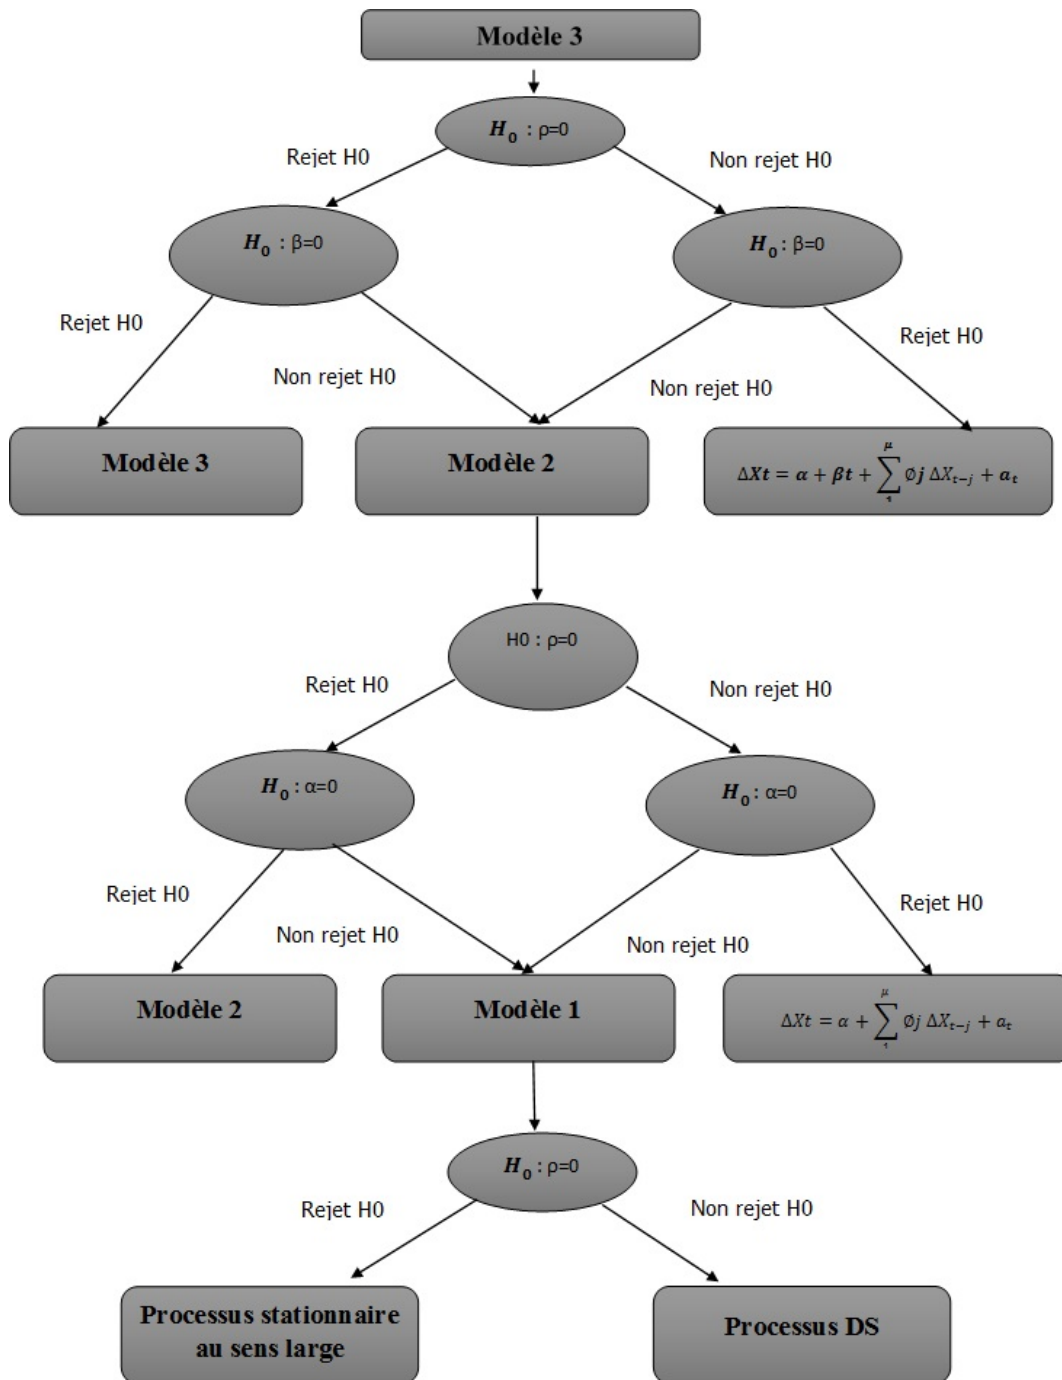 Modèle 3
H₀ : ρ=0
Rejet H0
Non rejet H0
H₀ : β=0
H₀ : β=0
Rejet H0
Rejet H0
Non rejet H0
Non rejet H0
Modèle 3
Modèle 2
ΔXt = α + βt + ∑₁^μ ∅j ΔXₜ₋ⱼ + aₜ
H0 : ρ=0
Rejet H0
Non rejet H0
H₀ : α=0
H₀ : α=0
Rejet H0
Rejet H0
Non rejet H0
Non rejet H0
Modèle 2
Modèle 1
ΔXt = α + ∑₁^μ ∅j ΔXₜ₋ⱼ + aₜ
H₀ : ρ=0
Rejet H0
Non rejet H0
Processus stationnaire
au sens large
Processus DS